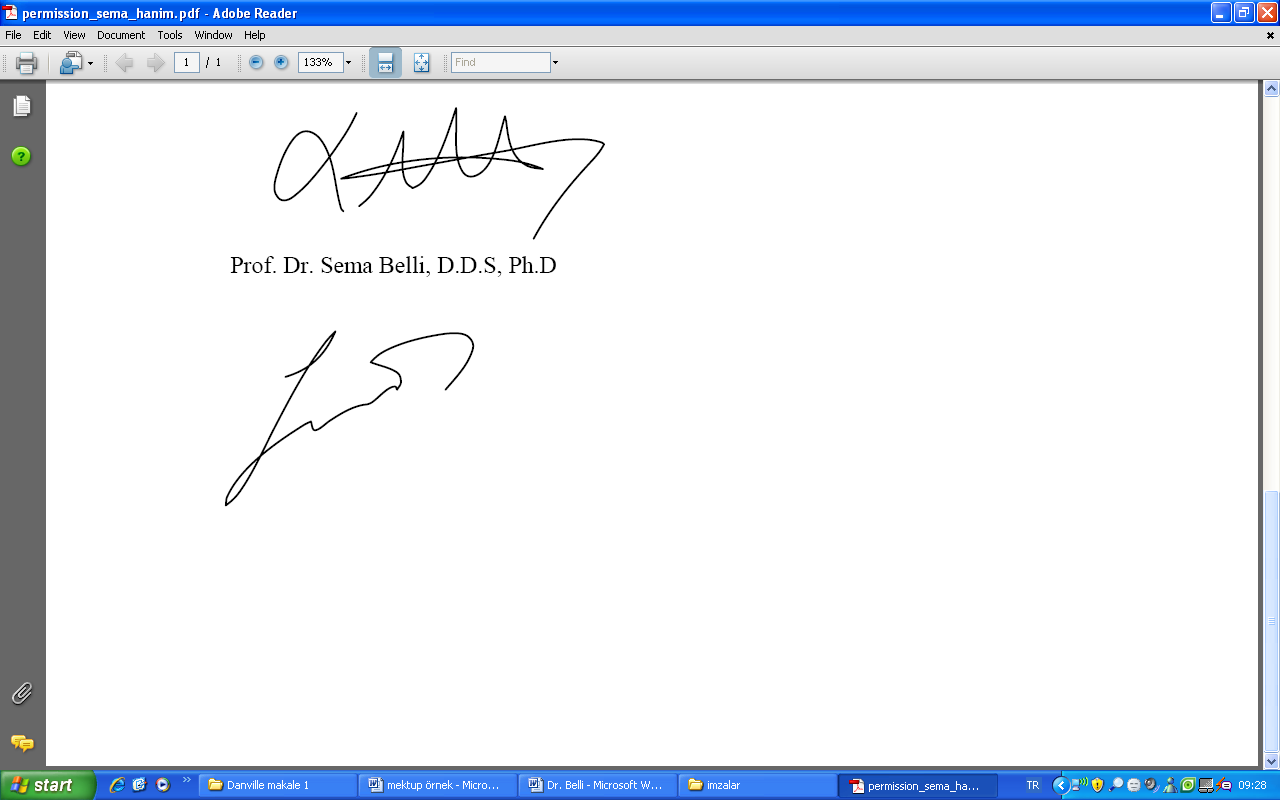 permission_sema_hanim.pdf - Adobe Reader
File Edit View Document Tools Window Help
1 / 1 133% Find
Prof. Dr. Sema Belli, D.D.S, Ph.D
start Danville makale 1 mektup örnek - Micro... Dr. Belli - Microsoft W... imzalar permission_sema_ha... TR 09:28